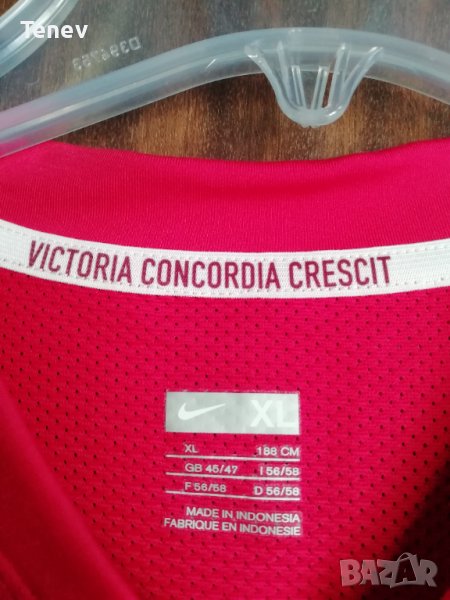 Tenev
VICTORIA CONCORDIA CRESCIT
XL
XL 188 CM
GB 45/47 I 56/58
F 56/58 D 56/58
MADE IN INDONESIA
FABRIQUE EN INDONESIE
BAZAR